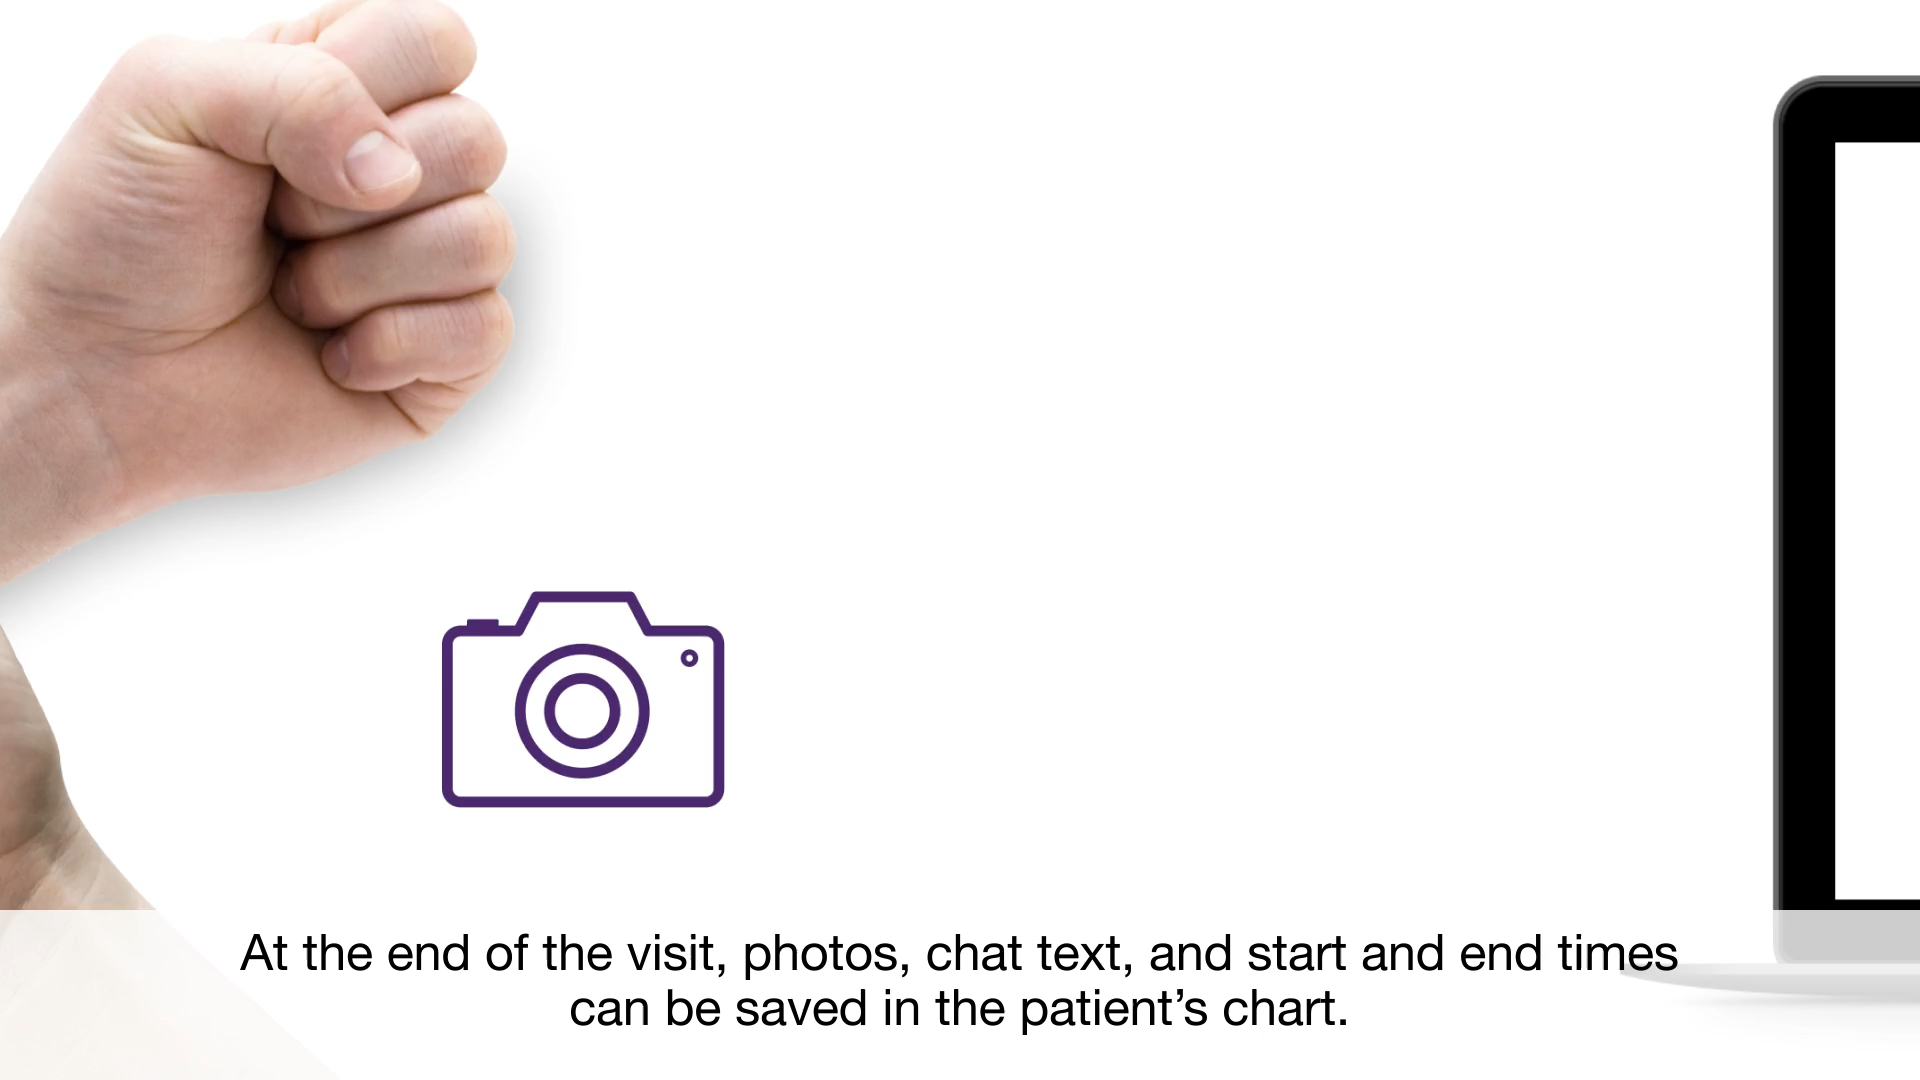 At the end of the visit, photos, chat text, and start and end times
can be saved in the patient’s chart.